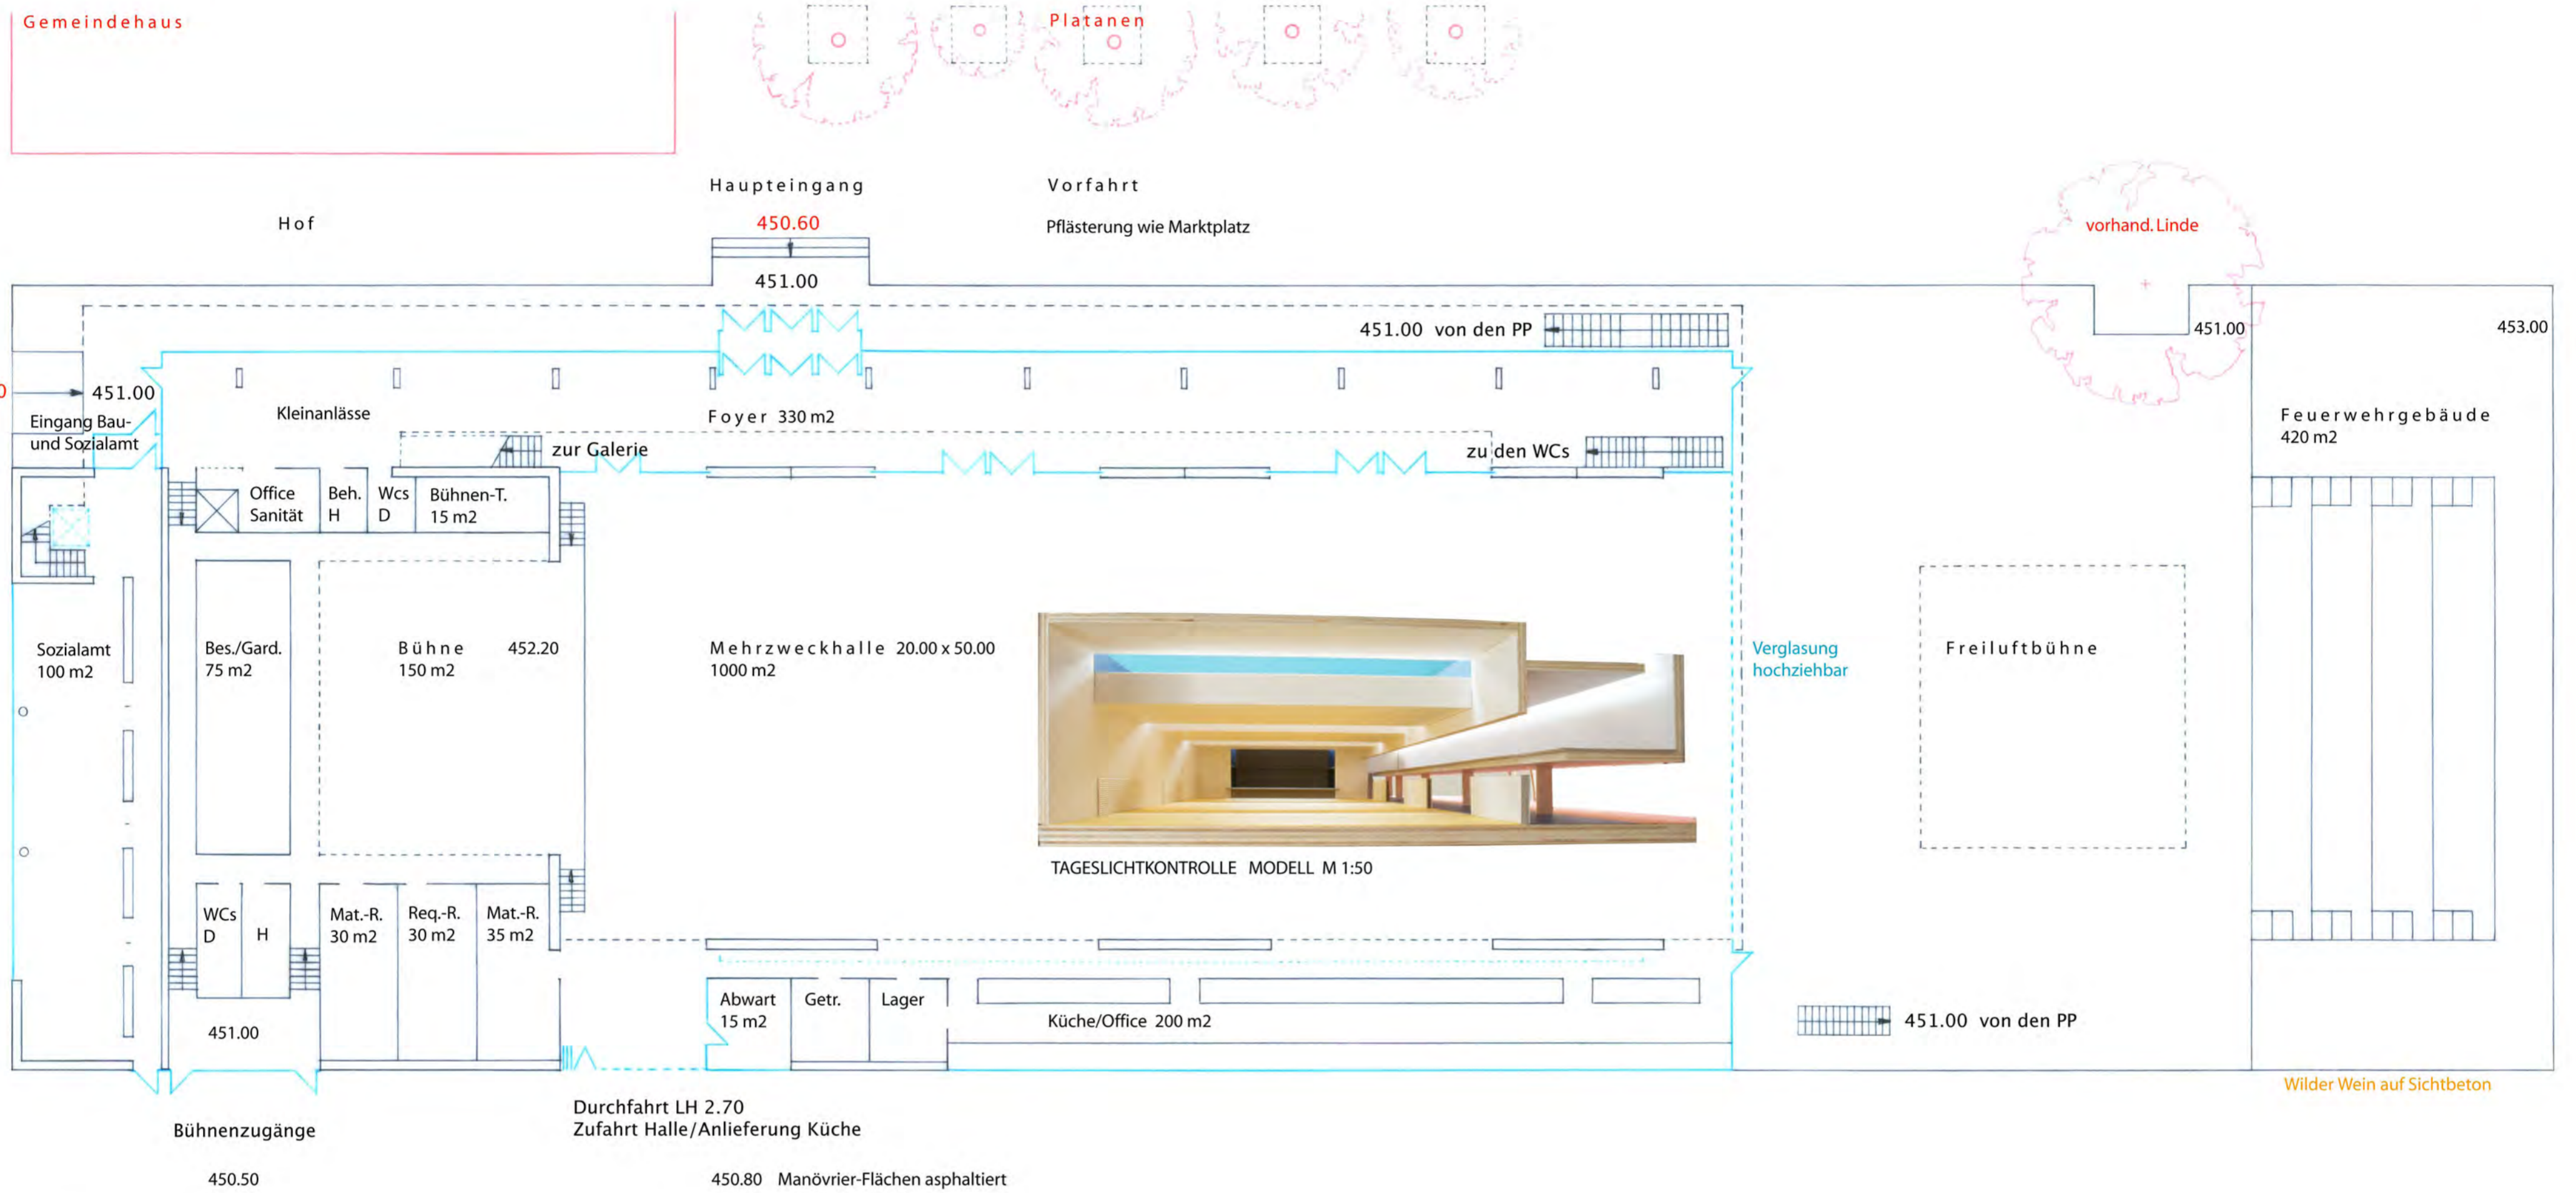 Gemeindehaus
Platanen
Haupteingang
Vorfahrt
Hof
450.60
Pflästerung wie Marktplatz
vorhand. Linde
451.00
451.00 von den PP
451.00
453.00
0
451.00
Kleinanlässe
Eingang Bau-
und Sozialamt
Foyer 330 m2
Feuerwehrgebäude
420 m2
zur Galerie
zu den WCs
Office
Sanität
Beh.
H
Wcs
D
Bühnen-T.
15 m2
Sozialamt
100 m2
Bes./Gard.
75 m2
Bühne
150 m2
452.20
Mehrzweckhalle 20.00 x 50.00
1000 m2
Verglasung
hochziehbar
Freiluftbühne
TAGESLICHTKONTROLLE MODELL M 1:50
WCs
D
H
Mat.-R.
30 m2
Req.-R.
30 m2
Mat.-R.
35 m2
Abwart
15 m2
Getr.
Lager
Küche/Office 200 m2
451.00
451.00 von den PP
Wilder Wein auf Sichtbeton
Bühnenzugänge
Durchfahrt LH 2.70
Zufahrt Halle/Anlieferung Küche
450.50
450.80 Manövrier-Flächen asphaltiert